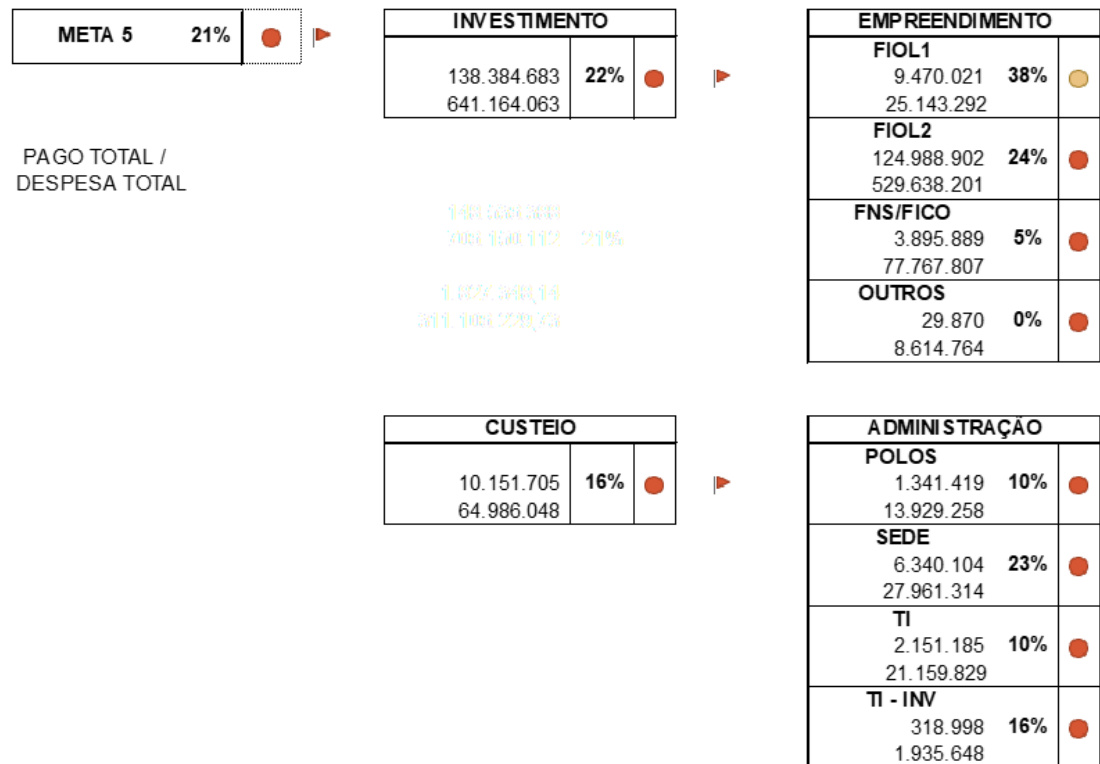 META 5 21%
PAGO TOTAL /
DESPESA TOTAL
INVESTIMENTO
138.384.683 22%
641.164.063
EMPREENDIMENTO
FIOL1
9.470.021 38%
25.143.292
FIOL2
124.988.902 24%
529.638.201
FNS/FICO
3.895.889 5%
77.767.807
OUTROS
29.870 0%
8.614.764
21%
CUSTEIO
10.151.705 16%
64.986.048
ADMINISTRAÇÃO
POLOS
1.341.419 10%
13.929.258
SEDE
6.340.104 23%
27.961.314
TI
2.151.185 10%
21.159.829
TI - INV
318.998 16%
1.935.648